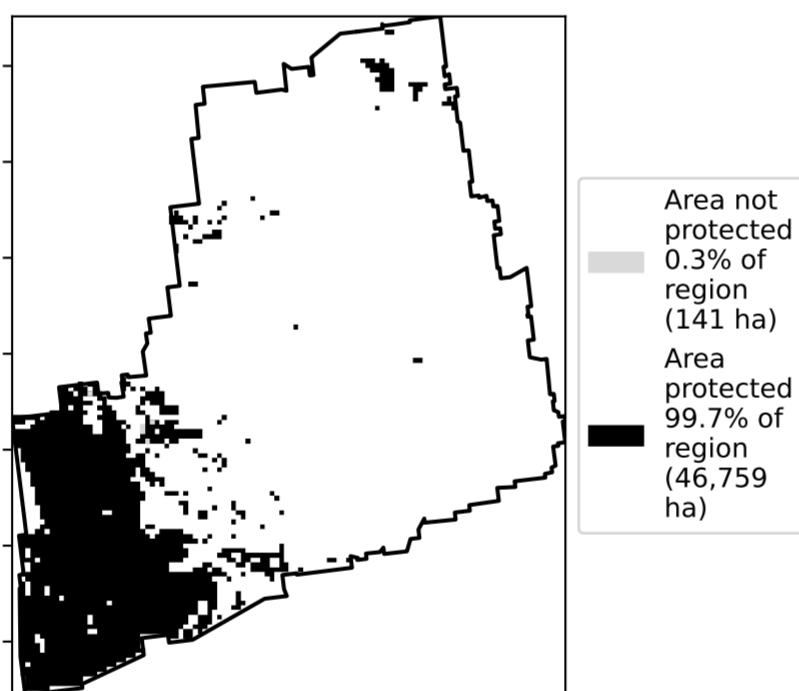 Area not
protected
0.3% of
region
(141 ha)
Area
protected
99.7% of
region
(46,759
ha)